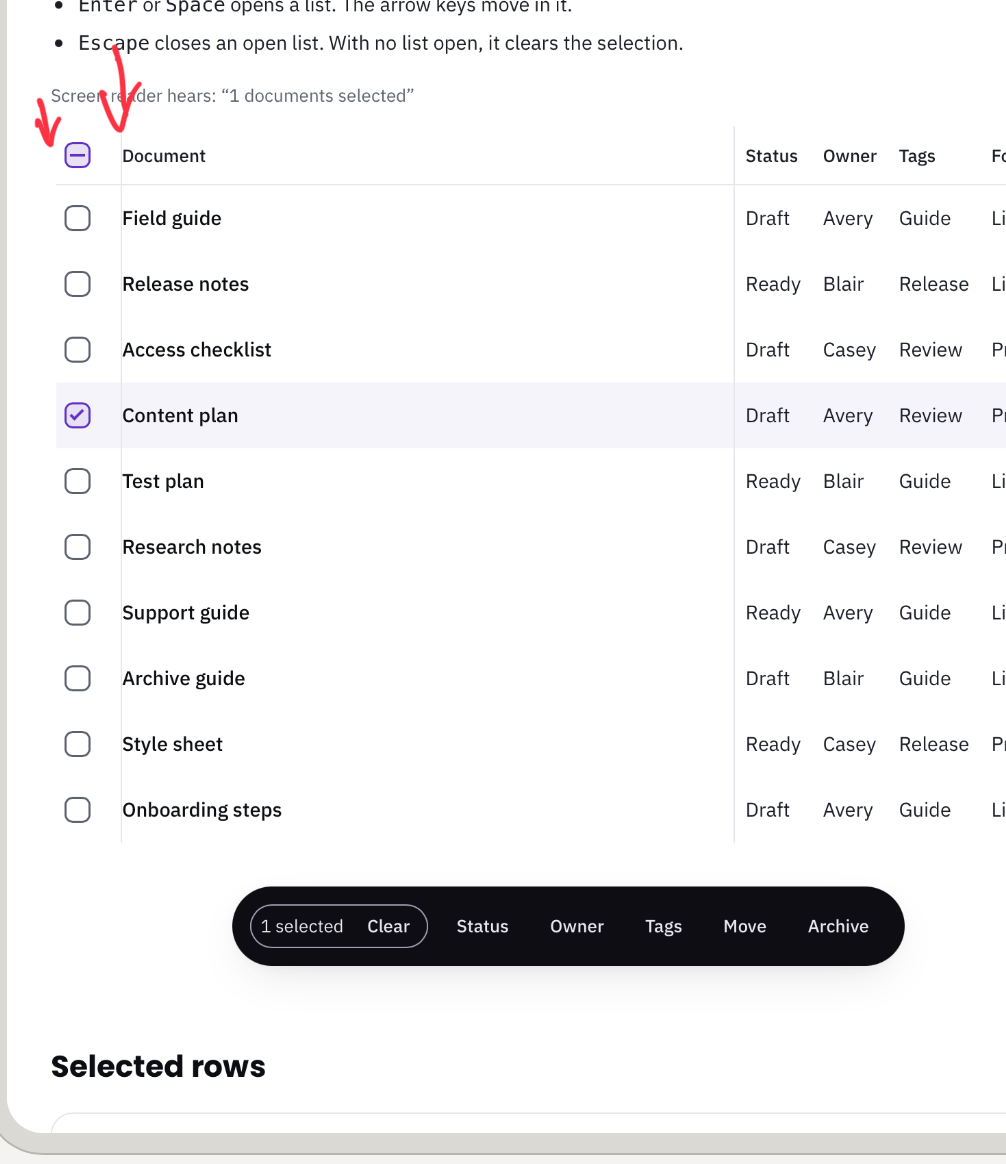 Enter or Space opens a list. The arrow keys move in it.
Escape closes an open list. With no list open, it clears the selection.
Screen reader hears: “1 documents selected”
Document Status Owner Tags
Field guide Draft Avery Guide
Release notes Ready Blair Release
Access checklist Draft Casey Review
Content plan Draft Avery Review
Test plan Ready Blair Guide
Research notes Draft Casey Review
Support guide Ready Avery Guide
Archive guide Draft Blair Guide
Style sheet Ready Casey Release
Onboarding steps Draft Avery Guide
1 selected Clear Status Owner Tags Move Archive
Selected rows